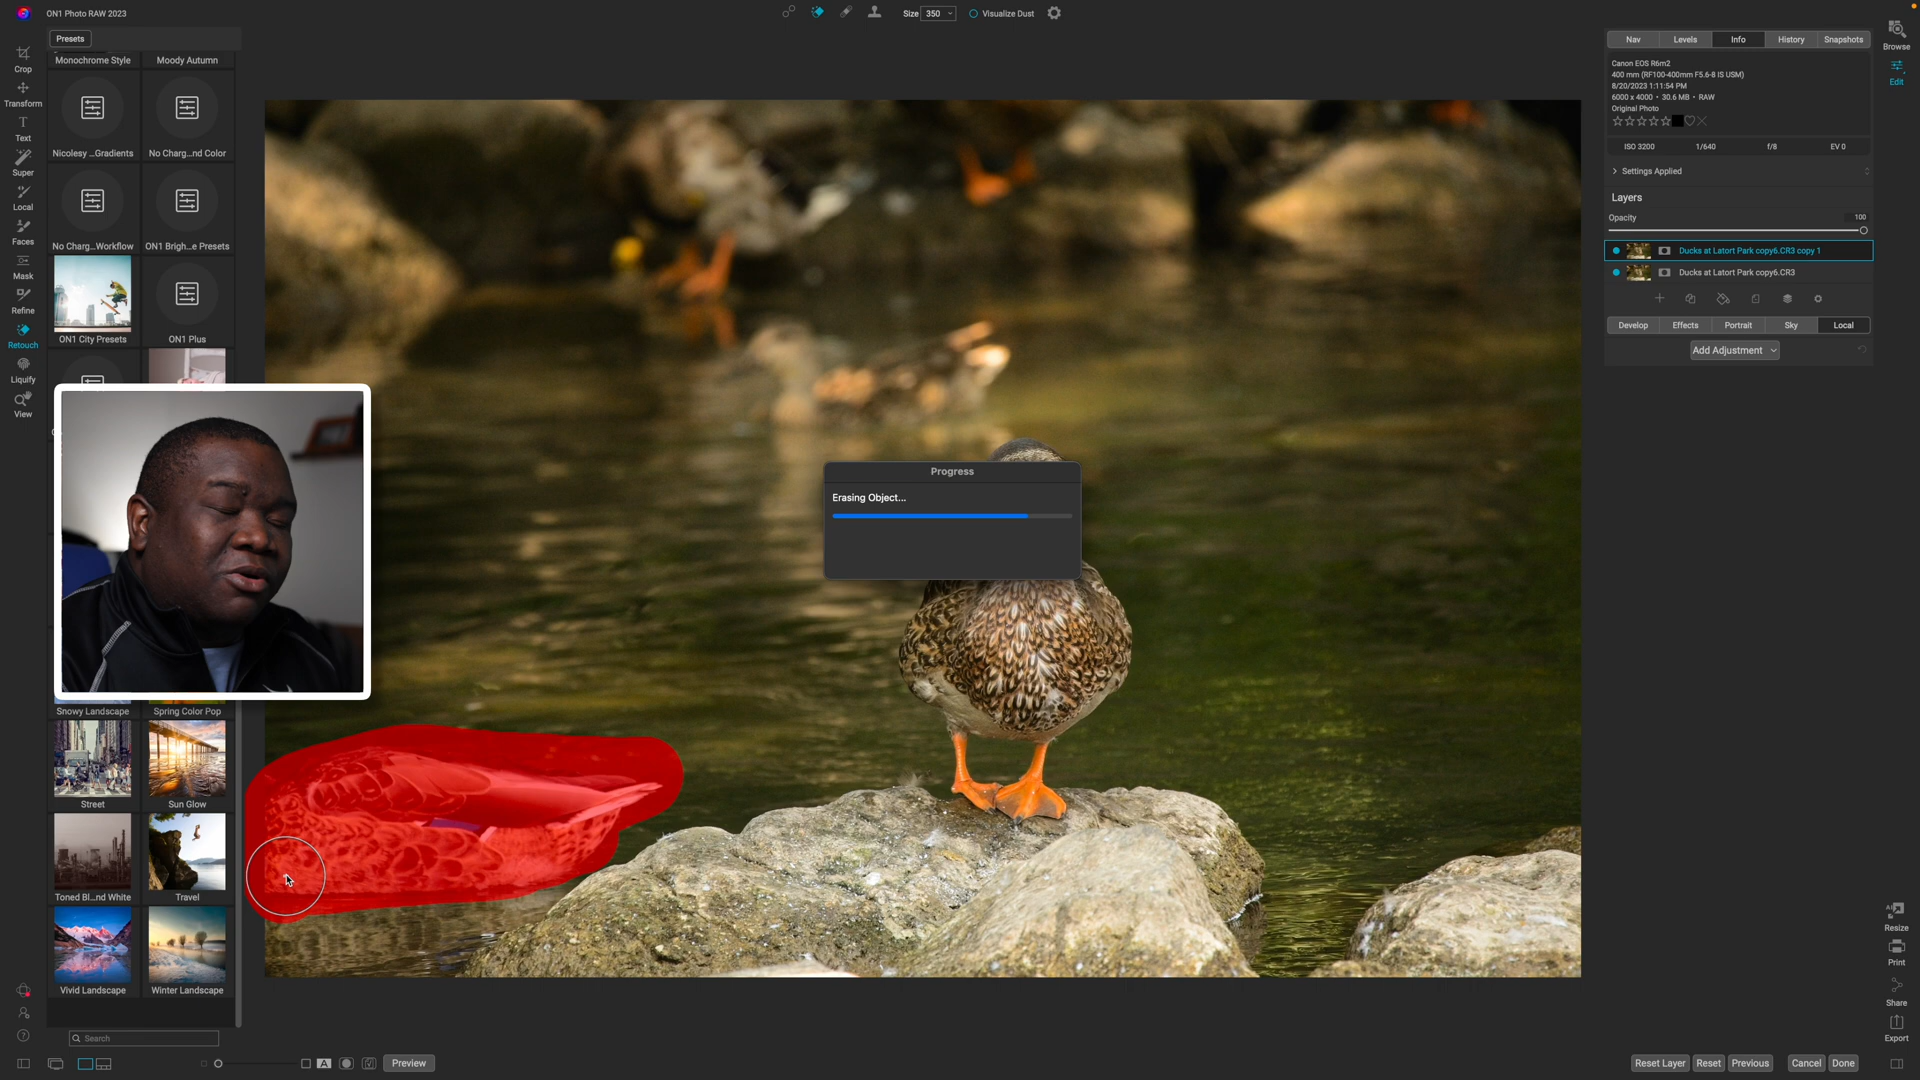 ON1 Photo RAW 2023
Size 350
Visualize Dust
Presets
Monochrome Style
Moody Autumn
Nicolesy ...Gradients
No Charg...nd Color
No Charg...Workflow
ON1 Brigh...e Presets
ON1 City Presets
ON1 Plus
Snowy Landscape
Spring Color Pop
Street
Sun Glow
Toned Bl...nd White
Travel
Vivid Landscape
Winter Landscape
Search
Crop
Transform
Text
Super
Local
Faces
Mask
Refine
Retouch
Liquify
View
Progress
Erasing Object...
Nav
Levels
Info
History
Snapshots
Canon EOS R6m2
400 mm (RF100-400mm F5.6-8 IS USM)
8/20/2023 1:11:54 PM
6000 x 4000 • 30.6 MB • RAW
Original Photo
ISO 3200
1/640
f/8
EV 0
Settings Applied
Layers
Opacity
100
Ducks at Latort Park copy6.CR3 copy 1
Ducks at Latort Park copy6.CR3
Develop
Effects
Portrait
Sky
Local
Add Adjustment
Browse
Edit
Resize
Print
Share
Export
A
Preview
Reset Layer
Reset
Previous
Cancel
Done